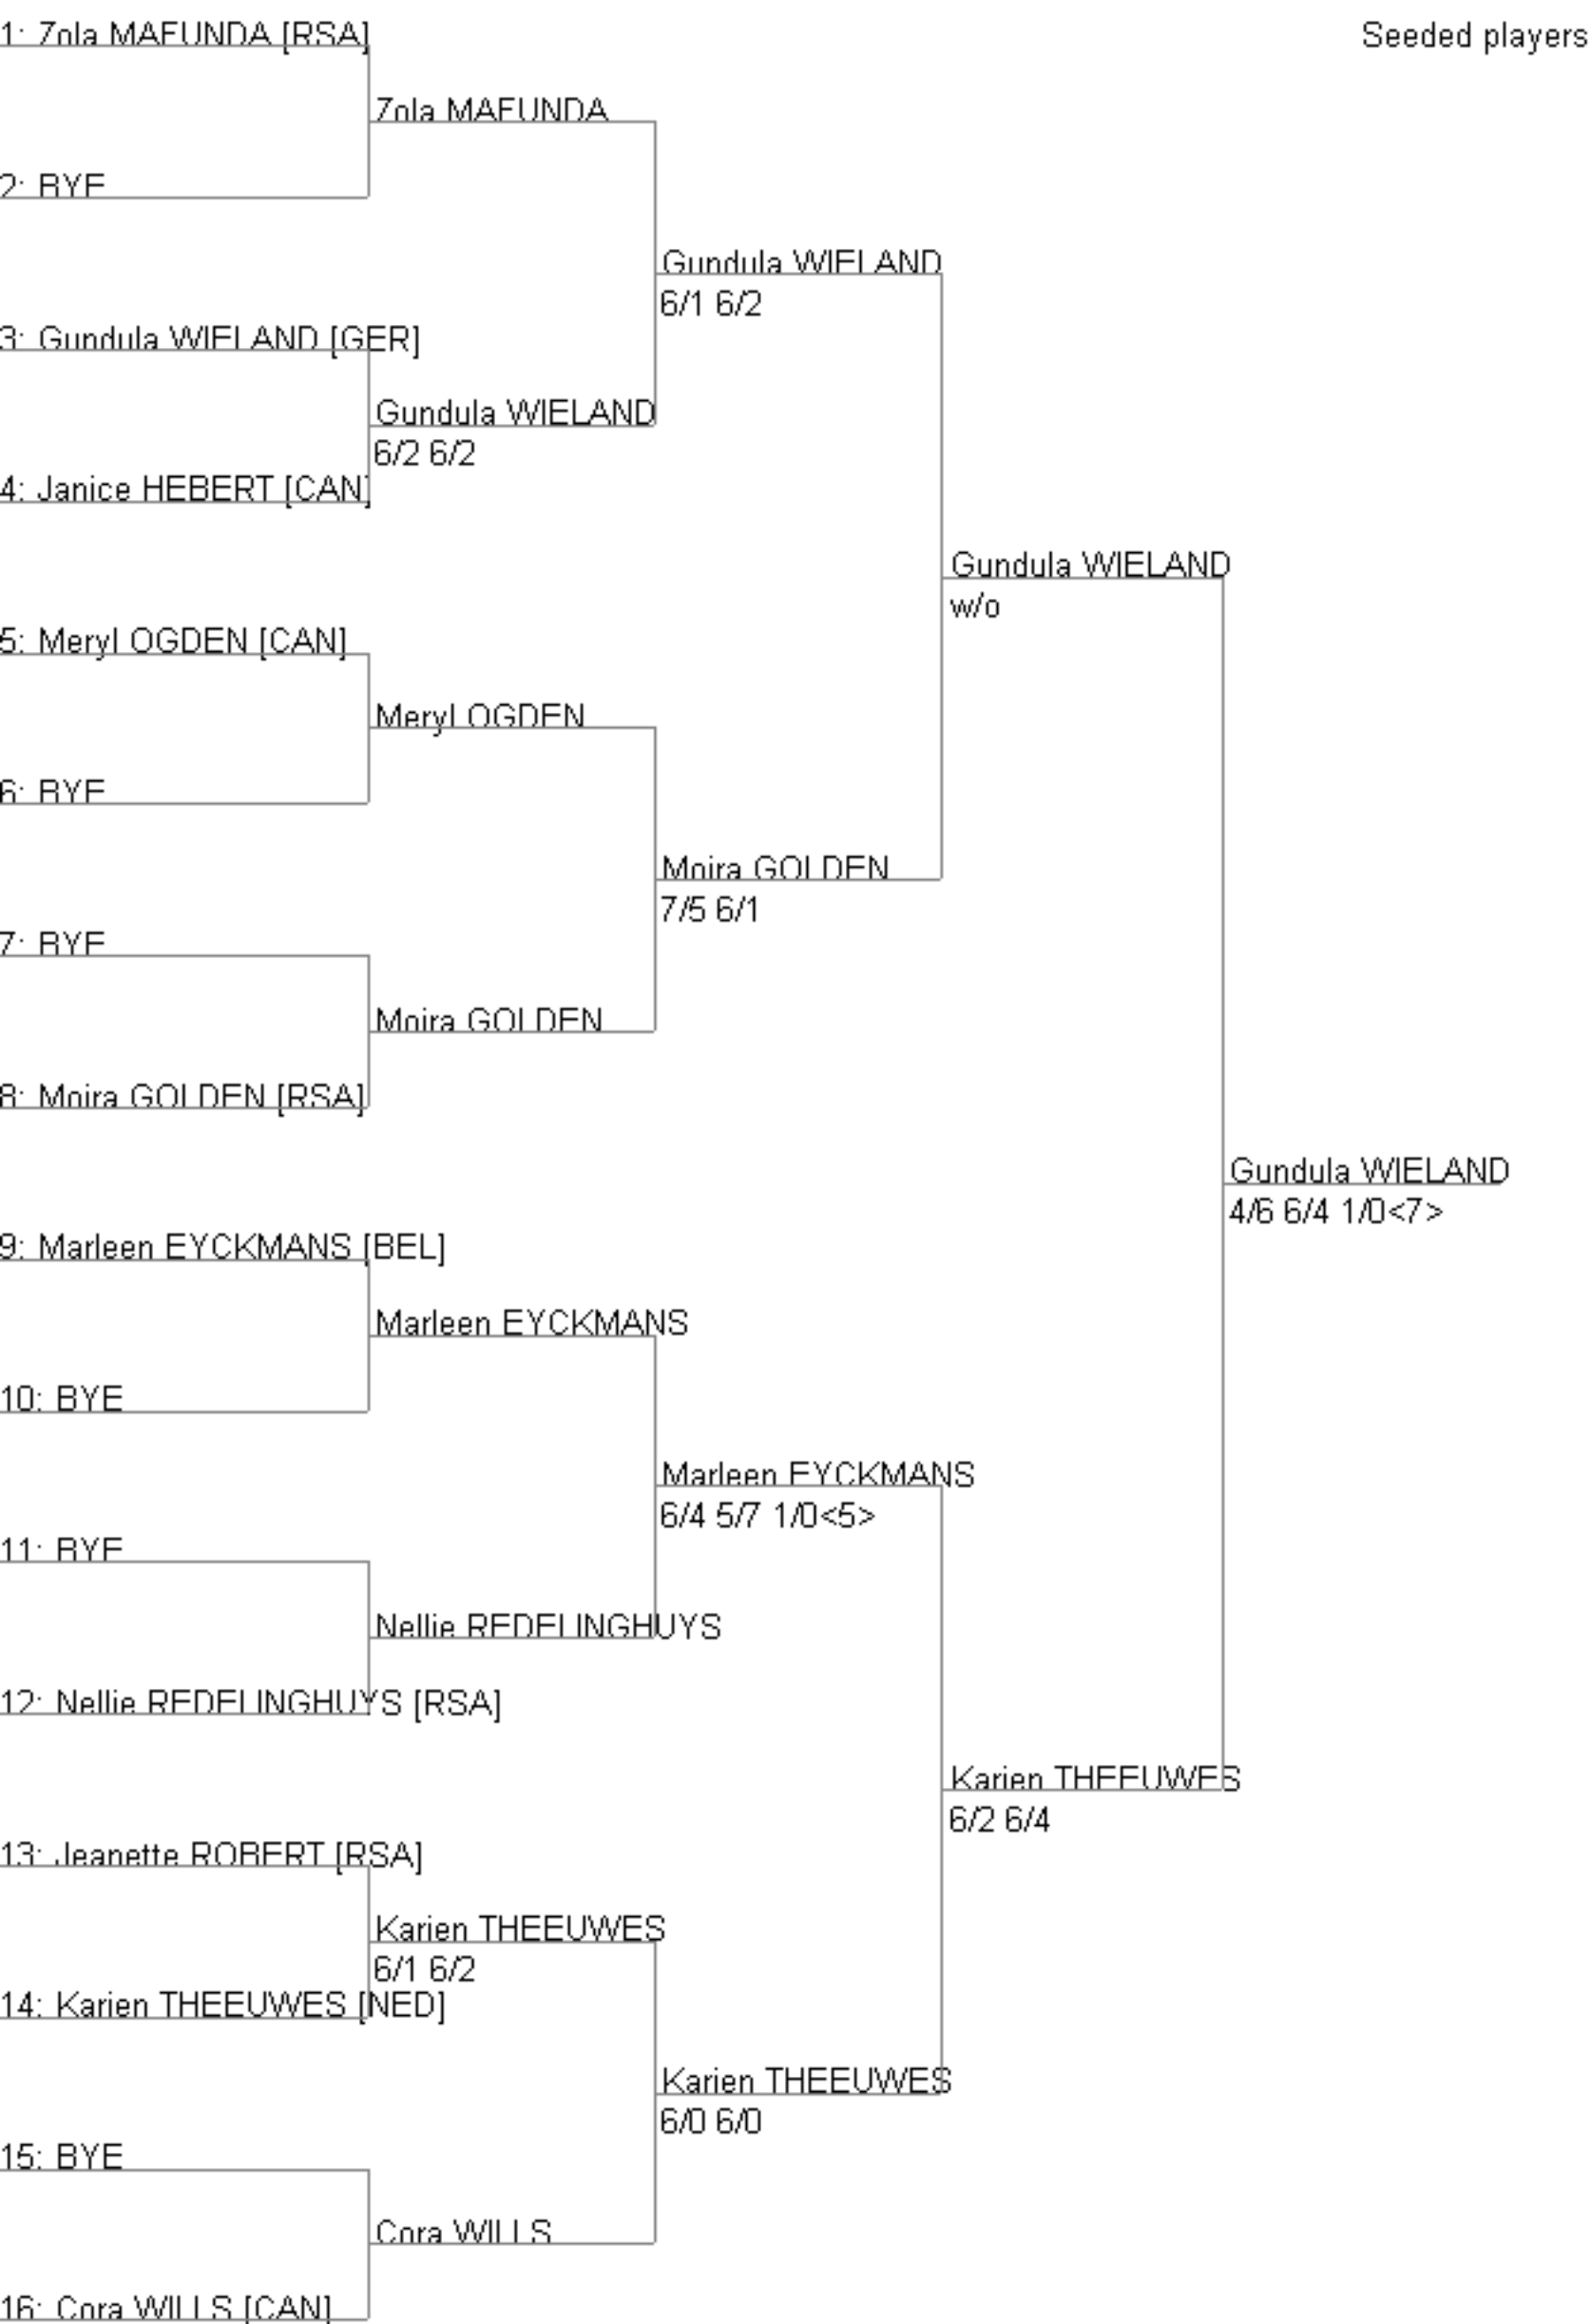 1: Zola MAFUNDA [RSA]
Seeded players
Zola MAFUNDA
2: BYE
Gundula WIELAND
6/1 6/2
3: Gundula WIELAND [GER]
Gundula WIELAND
6/2 6/2
4: Janice HEBERT [CAN]
Gundula WIELAND
w/o
5: Meryl OGDEN [CAN]
Meryl OGDEN
6: BYE
Moira GOLDEN
7/5 6/1
7: BYE
Moira GOLDEN
8: Moira GOLDEN [RSA]
Gundula WIELAND
4/6 6/4 1/0<7>
9: Marleen EYCKMANS [BEL]
Marleen EYCKMANS
10: BYE
Marleen EYCKMANS
6/4 5/7 1/0<5>
11: BYE
Nellie REDELINGHUYS
12: Nellie REDELINGHUYS [RSA]
Karien THEEUWES
6/2 6/4
13: Jeanette ROBERT [RSA]
Karien THEEUWES
6/1 6/2
14: Karien THEEUWES [NED]
Karien THEEUWES
6/0 6/0
15: BYE
Cora WILLS
16: Cora WILLS [CAN]